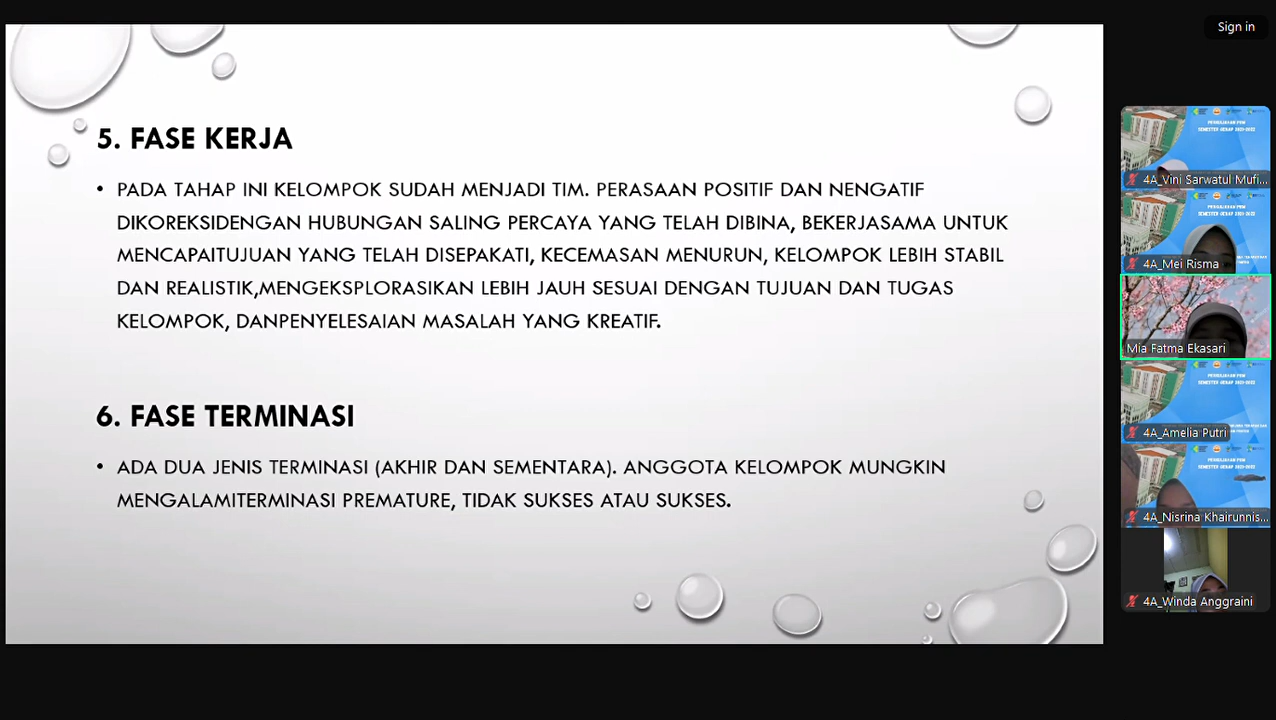 Sign in
5. FASE KERJA
• PADA TAHAP INI KELOMPOK SUDAH MENJADI TIM. PERASAAN POSITIF DAN NENGATIF
DIKOREKSIDENGAN HUBUNGAN SALING PERCAYA YANG TELAH DIBINA, BEKERJASAMA UNTUK
MENCAPAITUJUAN YANG TELAH DISEPAKATI, KECEMASAN MENURUN, KELOMPOK LEBIH STABIL
DAN REALISTIK,MENGEKSPLORASIKAN LEBIH JAUH SESUAI DENGAN TUJUAN DAN TUGAS
KELOMPOK, DANPENYELESAIAN MASALAH YANG KREATIF.
6. FASE TERMINASI
• ADA DUA JENIS TERMINASI (AKHIR DAN SEMENTARA). ANGGOTA KELOMPOK MUNGKIN
MENGALAMITERMINASI PREMATURE, TIDAK SUKSES ATAU SUKSES.
4A_Vini Sarwatul Mufi...
4A_Mei Risma
Mia Fatma Ekasari
4A_Amelia Putri
4A_Nisrina Khairunnis...
4A_Winda Anggraini